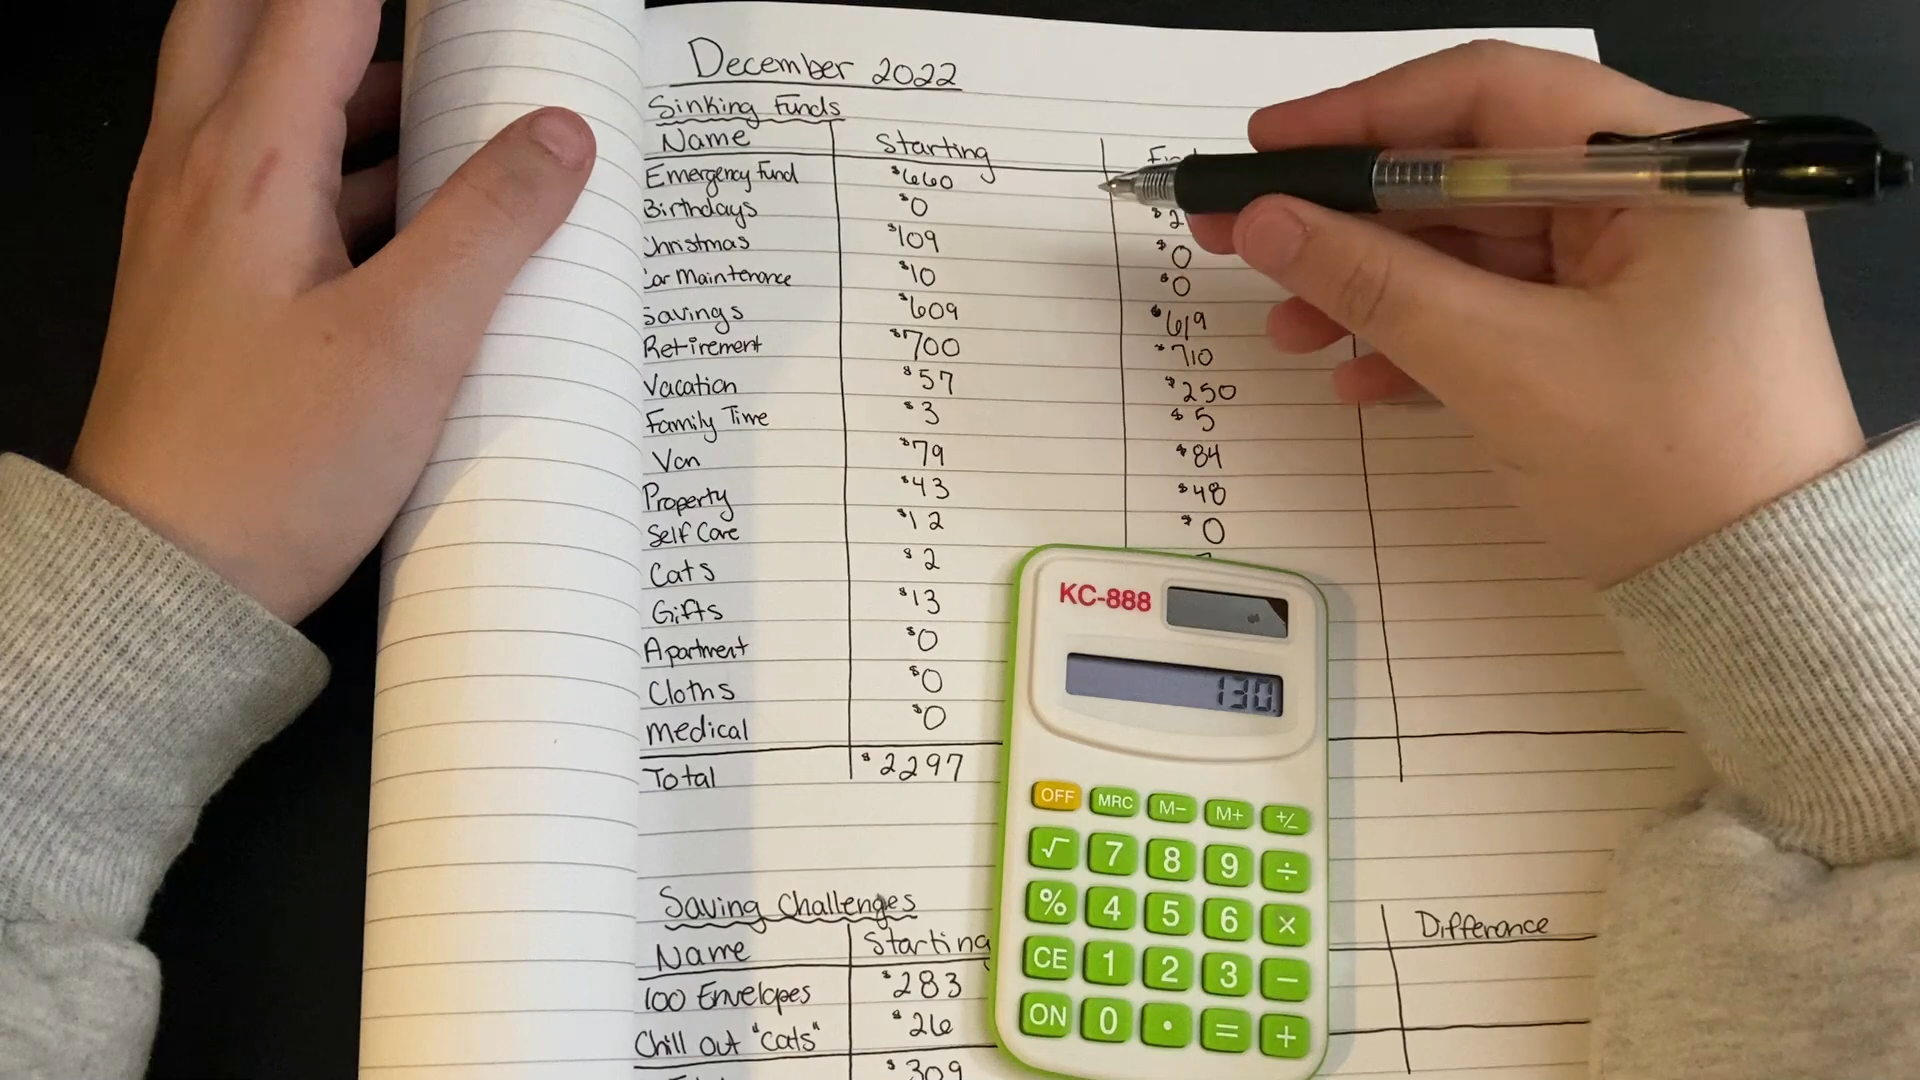 December 2022
Sinking Funds
Name Starting
Emergency Fund $660
Birthdays $0
Christmas $109 $0
Car Maintenance $10 $0
Savings $609 $619
Retirement $700 $710
Vacation $57 $250
Family Time $3 $5
Van $79 $84
Property $43 $48
Self Care $12 $0
Cats $2
Gifts $13
Apartment $0
Cloths $0
medical $0
Total $2297
Saving Challenges
Name Starting Difference
100 Envelopes $283
Chill out "cats" $26
$309
KC-888
130.
OFF MRC M- M+ +/-
√ 7 8 9 ÷
% 4 5 6 ×
CE 1 2 3 -
ON 0 . = +